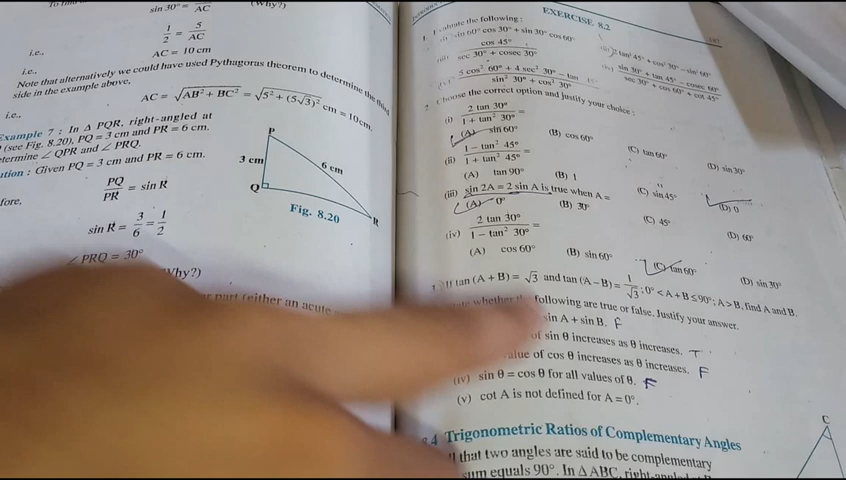 sin 30° = AC
(Why?)
1/2 = 5/AC
i.e.,
AC = 10 cm
i.e.,
Note that alternatively we could have used Pythagoras theorem to determine the third
side in the example above,
i.e.,
AC = √AB² + BC² = √5² + (5√3)² cm = 10cm.
Example 7 : In Δ PQR, right-angled at
(see Fig. 8.20), PQ = 3 cm and PR = 6 cm.
∠ QPR and ∠ PRQ.
Given PQ = 3 cm and PR = 6 cm.
PQ/PR = sin R
sin R = 3/6 = 1/2
∠ PRQ = 30°
P
3 cm
6 cm
Q
R
Fig. 8.20
part (either an acute
EXERCISE 8.2
1. the following :
sin 60° cos 30° + sin 30° cos 60°
tan² 45° + cos² 30° – sin² 60°
cos 45° / sec 30° + cosec 30°
sin 30° + tan 45° – cosec 60° / sec 30° + cos 60° + cot 45°
5 cos² 60° + 4 sec² 30° – tan / sin² 30° + cos² 30°
2. Choose the correct option and justify your choice :
(i) 2 tan 30° / 1 + tan² 30° =
(A) sin 60°
(B) cos 60°
(C) tan 60°
(D) sin 30°
(ii) 1 – tan² 45° / 1 + tan² 45° =
(A) tan 90°
(B) 1
(C) sin 45°
(D) 0
(iii) sin 2A = 2 sin A is true when A =
(A) 0°
(B) 30°
(C) 45°
(D) 60°
(iv) 2 tan 30° / 1 – tan² 30° =
(A) cos 60°
(B) sin 60°
(C) tan 60°
(D) sin 30°
If tan (A + B) = √3 and tan (A – B) = 1/√3 ; 0° < A + B ≤ 90°; A > B, find A and B.
whether the following are true or false. Justify your answer.
sin A + sin B. F
of sin θ increases as θ increases. T
value of cos θ increases as θ increases. F
(iv) sin θ = cos θ for all values of θ. F
(v) cot A is not defined for A = 0°.
8.4 Trigonometric Ratios of Complementary Angles
that two angles are said to be complementary
sum equals 90°. In Δ ABC,
C